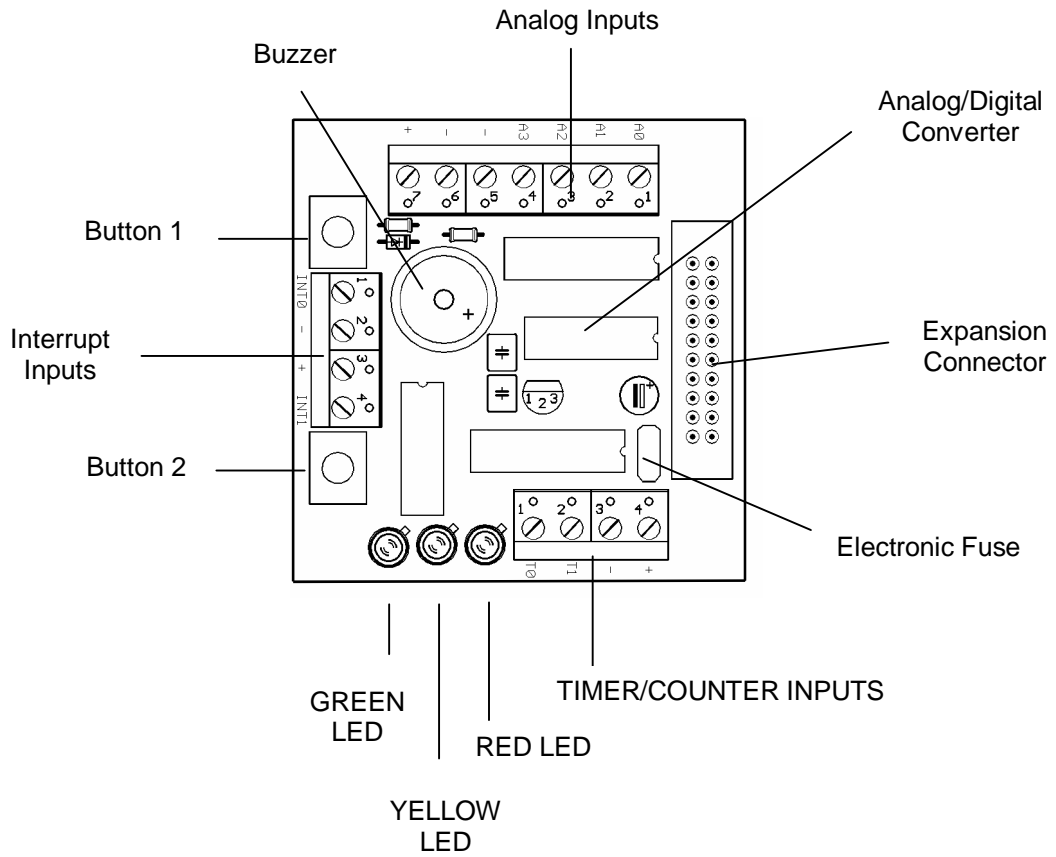 Analog Inputs
Buzzer
Analog/Digital
Converter
+ - - A3 A2 A1 A0
7 6 5 4 3 2 1
Button 1
INT0 - + INT1
1
2
3
4
+
Interrupt
Inputs
Expansion
Connector
+
1 2 3
Button 2
1 2 3 4
T0 T1 - +
Electronic Fuse
GREEN
LED
TIMER/COUNTER INPUTS
RED LED
YELLOW
LED